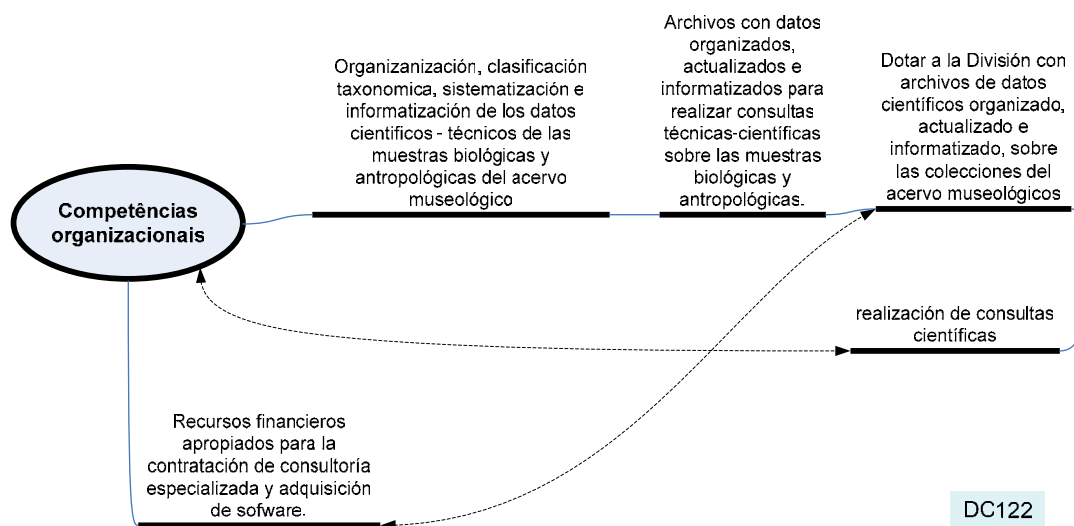 Competências
organizacionais
Organizanización, clasificación
taxonomica, sistematización e
informatización de los datos
científicos - técnicos de las
muestras biológicas y
antropológicas del acervo
museológico
Archivos con datos
organizados,
actualizados e
informatizados para
realizar consultas
técnicas-científicas
sobre las muestras
biológicas y
antropológicas.
Dotar a la División con
archivos de datos
científicos organizado,
actualizado e
informatizado, sobre
las colecciones del
acervo museológicos
realización de consultas
científicas
Recursos financieros
apropiados para la
contratación de consultoría
especializada y adquisición
de sofware.
DC122